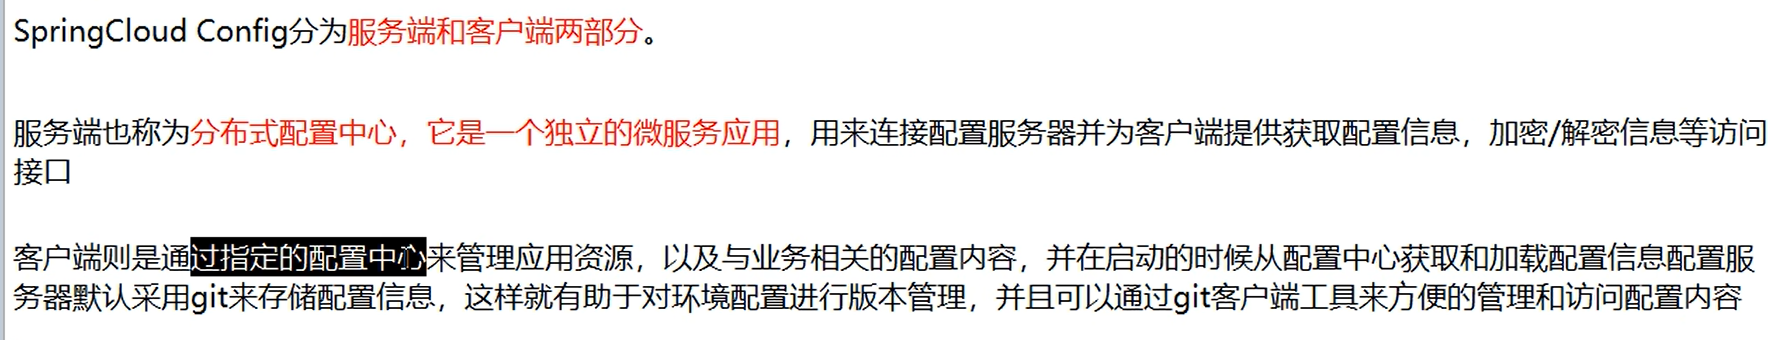 SpringCloud Config分为服务端和客户端两部分。
服务端也称为分布式配置中心，它是一个独立的微服务应用，用来连接配置服务器并为客户端提供获取配置信息，加密/解密信息等访问
接口
客户端则是通过指定的配置中心来管理应用资源，以及与业务相关的配置内容，并在启动的时候从配置中心获取和加载配置信息配置服
务器默认采用git来存储配置信息，这样就有助于对环境配置进行版本管理，并且可以通过git客户端工具来方便的管理和访问配置内容